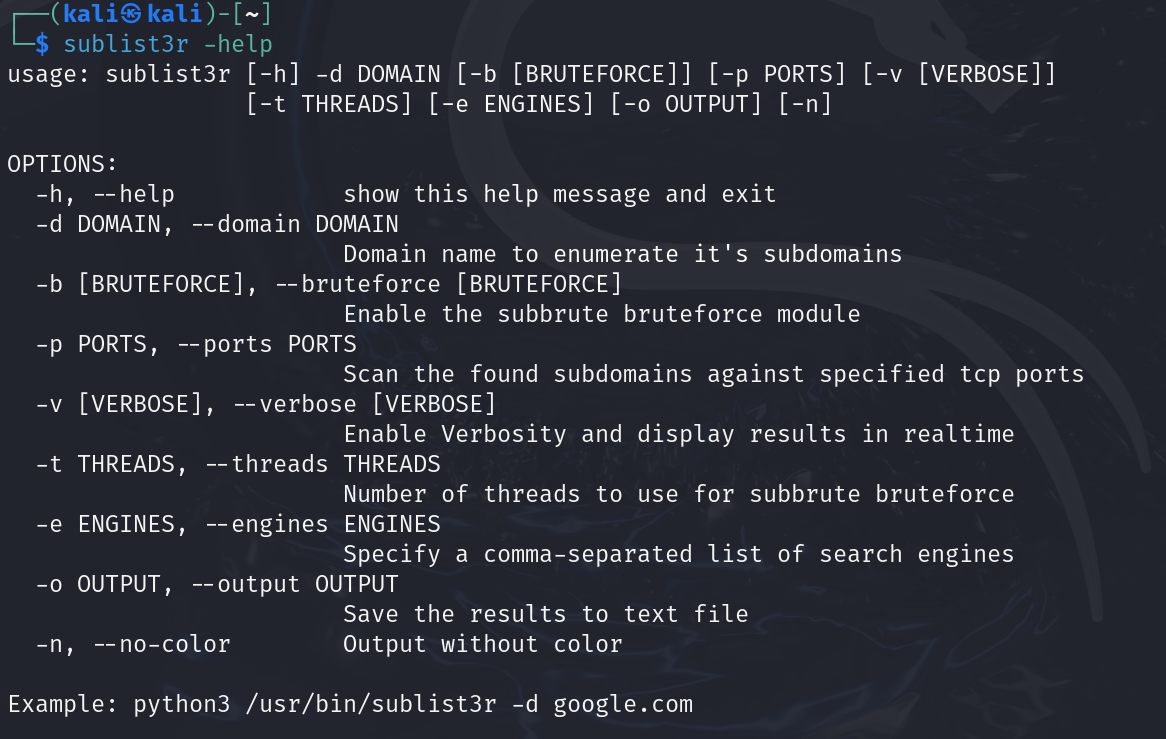 ┌──(kali㉿kali)-[~]
└─$ sublist3r -help
usage: sublist3r [-h] -d DOMAIN [-b [BRUTEFORCE]] [-p PORTS] [-v [VERBOSE]]
                 [-t THREADS] [-e ENGINES] [-o OUTPUT] [-n]

OPTIONS:
  -h, --help            show this help message and exit
  -d DOMAIN, --domain DOMAIN
                        Domain name to enumerate it's subdomains
  -b [BRUTEFORCE], --bruteforce [BRUTEFORCE]
                        Enable the subbrute bruteforce module
  -p PORTS, --ports PORTS
                        Scan the found subdomains against specified tcp ports
  -v [VERBOSE], --verbose [VERBOSE]
                        Enable Verbosity and display results in realtime
  -t THREADS, --threads THREADS
                        Number of threads to use for subbrute bruteforce
  -e ENGINES, --engines ENGINES
                        Specify a comma-separated list of search engines
  -o OUTPUT, --output OUTPUT
                        Save the results to text file
  -n, --no-color        Output without color

Example: python3 /usr/bin/sublist3r -d google.com